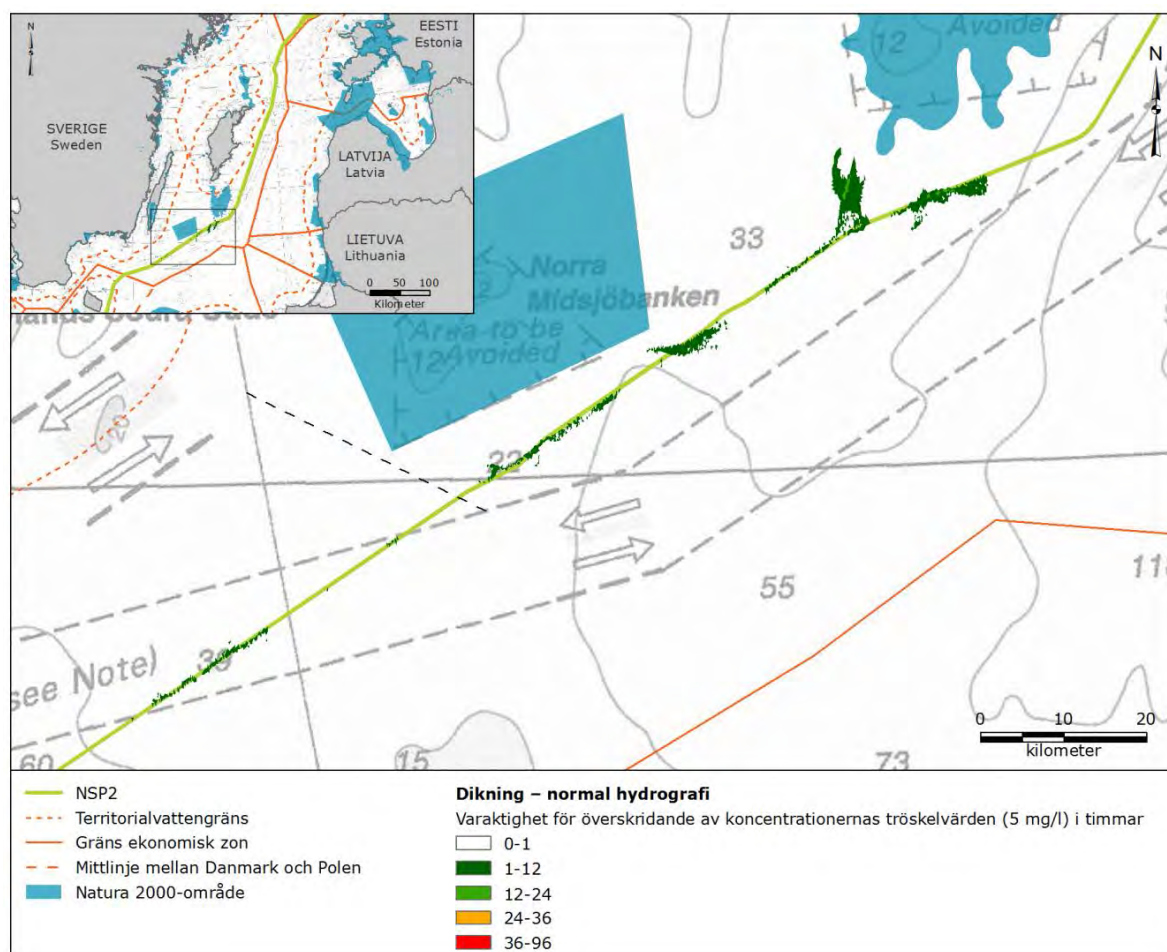 N
EESTI
Estonia
SVERIGE
Sweden
LATVIJA
Latvia
LIETUVA
Lithuania
0 50 100
Kilometer
12
Avoided
N
33
Norra
Midsjöbanken
Area to be
12 Avoided
22
55
39
see Note)
60
15
73
0 10 20
kilometer
NSP2
Territorialvattengräns
Gräns ekonomisk zon
Mittlinje mellan Danmark och Polen
Natura 2000-område
Dikning – normal hydrografi
Varaktighet för överskridande av koncentrationernas tröskelvärden (5 mg/l) i timmar
0-1
1-12
12-24
24-36
36-96